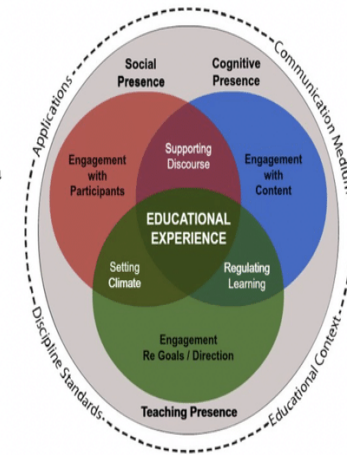 Social
Presence
Cognitive
Presence
Applications
Communication Medium
Supporting
Discourse
Engagement
with
Participants
Engagement
with
Content
EDUCATIONAL
EXPERIENCE
Setting
Climate
Regulating
Learning
Engagement
Re Goals / Direction
Discipline Standards
Educational Context
Teaching Presence